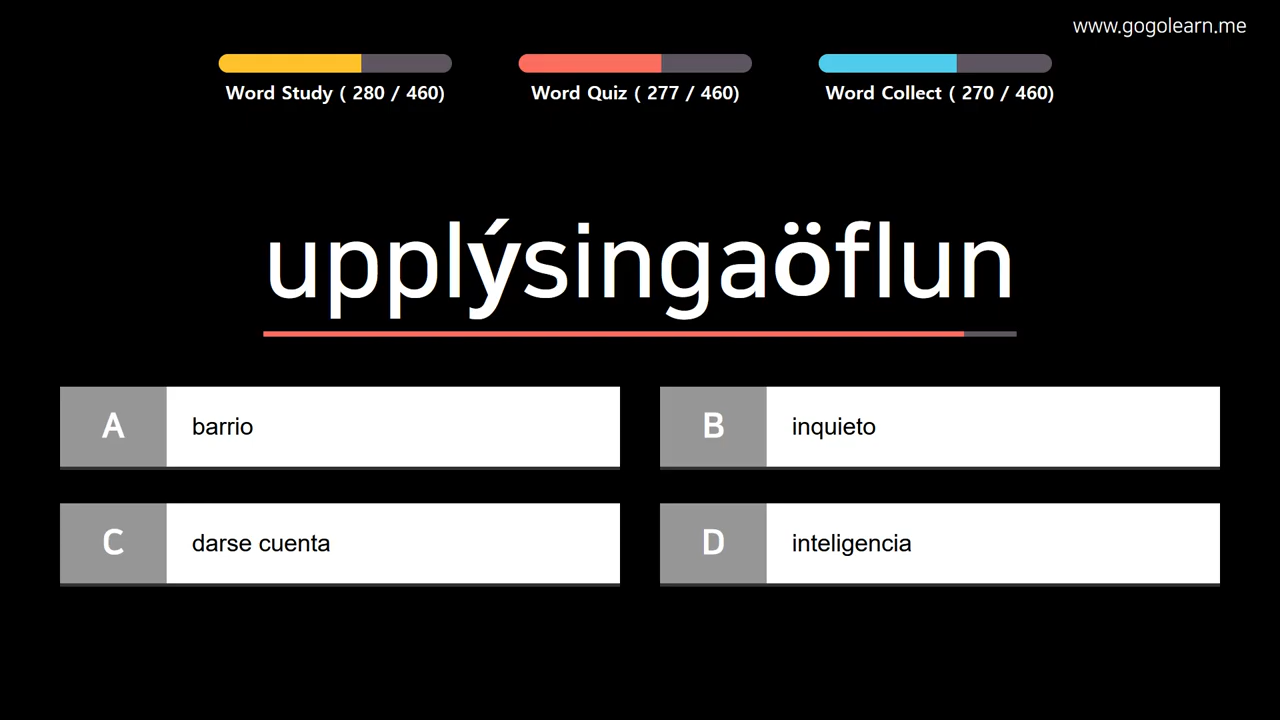 www.gogolearn.me
Word Study ( 280 / 460)
Word Quiz ( 277 / 460)
Word Collect ( 270 / 460)
upplýsingaöflun
A barrio
B inquieto
C darse cuenta
D inteligencia